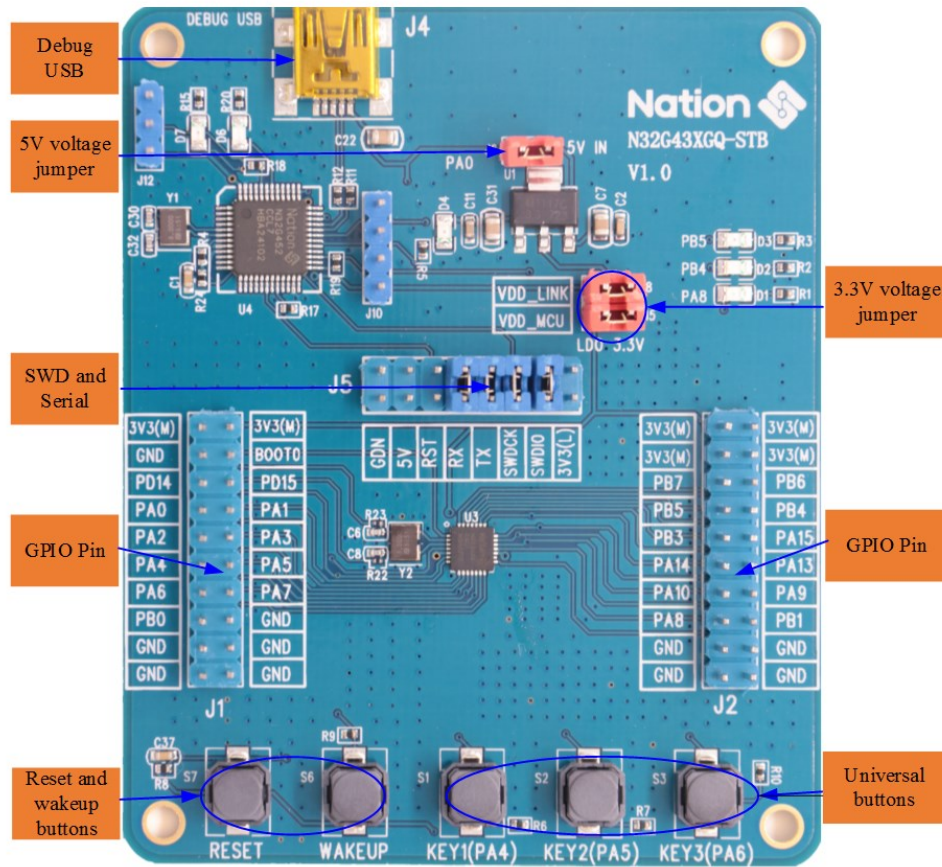 DEBUG USB
J4
Debug
USB
R15
R20
D7
D6
C22
Nation
N32G43XGQ-STB
V1.0
5V voltage
jumper
J12
R18
PA0
U1
5V IN
Y1
R12
R11
D4
C11
C31
C7
C2
C30
C32
R4
Nation
N32G452
U4
C1
R24
R19
R17
J10
R5
PB5
D3
R3
PB4
D2
R2
PA8
D1
R1
VDD_LINK
VDD_MCU
LDO 3.3V
3.3V voltage
jumper
SWD and
Serial
J5
GDN
5V
RST
RX
TX
SWDCK
SWDIO
3V3(L)
3V3(M) 3V3(M)
GND BOOT0
PD14 PD15
PA0 PA1
PA2 PA3
PA4 PA5
PA6 PA7
PB0 GND
GND GND
GND GND
J1
GPIO Pin
R23
C6
C8
R22
Y2
U3
3V3(M) 3V3(M)
3V3(M) 3V3(M)
PB7 PB6
PB5 PB4
PB3 PA15
PA14 PA13
PA10 PA9
PA8 PB1
GND GND
GND GND
J2
GPIO Pin
Reset and
wakeup
buttons
C37
R8
S7
R9
S6
S1
R6
S2
R7
S3
R10
Universal
buttons
RESET
WAKEUP
KEY1(PA4)
KEY2(PA5)
KEY3(PA6)